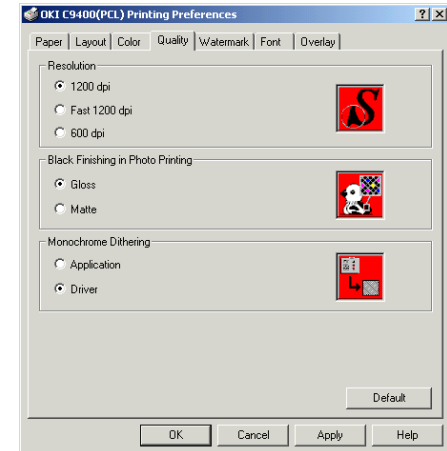 OKI C9400(PCL) Printing Preferences
Paper Layout Color Quality Watermark Font Overlay
Resolution
1200 dpi
Fast 1200 dpi
600 dpi
Black Finishing in Photo Printing
Gloss
Matte
Monochrome Dithering
Application
Driver
Default
OK Cancel Apply Help